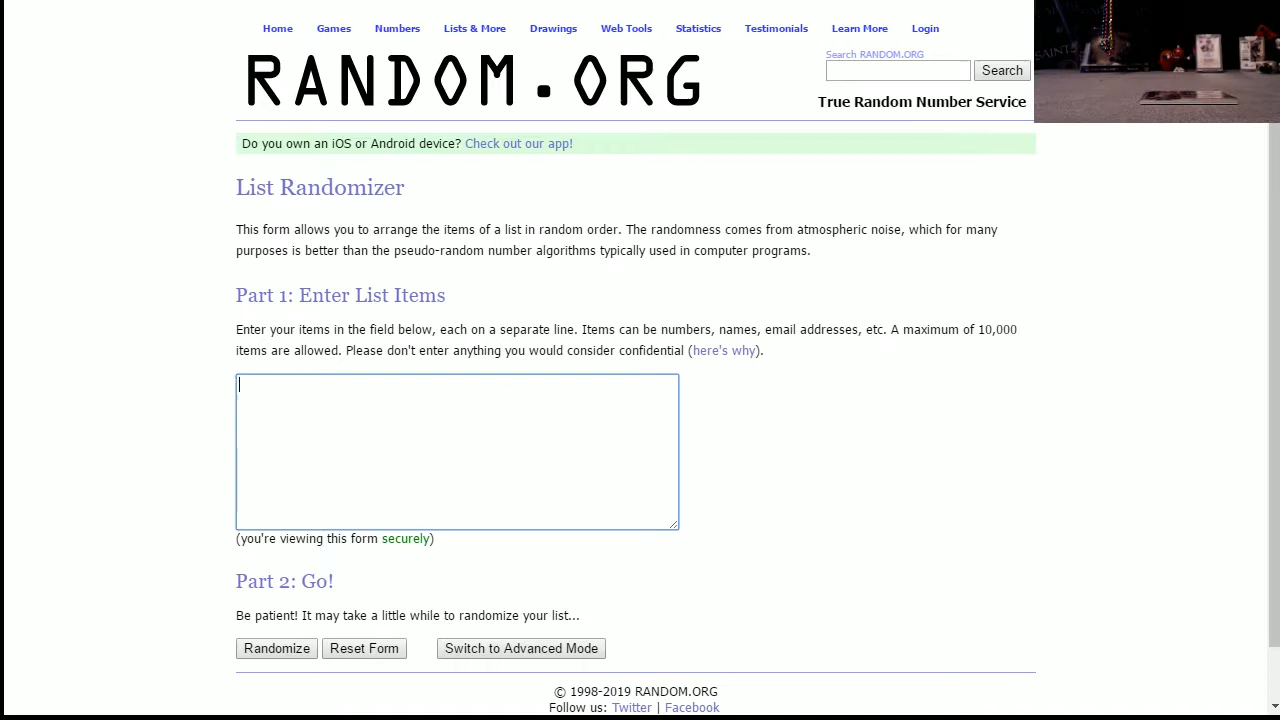 Home Games Numbers Lists & More Drawings Web Tools Statistics Testimonials Learn More Login
RANDOM.ORG
Search RANDOM.ORG
Search
True Random Number Service
Do you own an iOS or Android device? Check out our app!
List Randomizer
This form allows you to arrange the items of a list in random order. The randomness comes from atmospheric noise, which for many
purposes is better than the pseudo-random number algorithms typically used in computer programs.
Part 1: Enter List Items
Enter your items in the field below, each on a separate line. Items can be numbers, names, email addresses, etc. A maximum of 10,000
items are allowed. Please don't enter anything you would consider confidential (here's why).
(you're viewing this form securely)
Part 2: Go!
Be patient! It may take a little while to randomize your list...
Randomize Reset Form Switch to Advanced Mode
© 1998-2019 RANDOM.ORG
Follow us: Twitter | Facebook